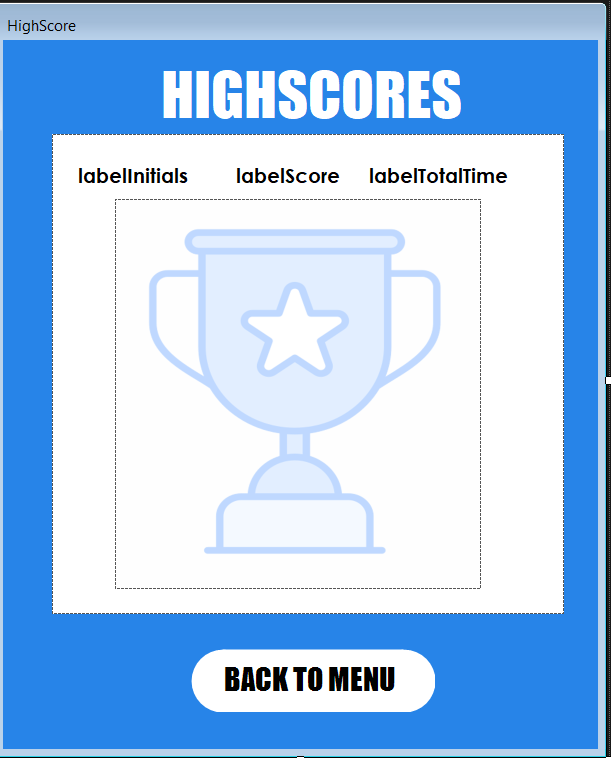 HighScore
HIGHSCORES
labelInitials labelScore labelTotalTime
BACK TO MENU